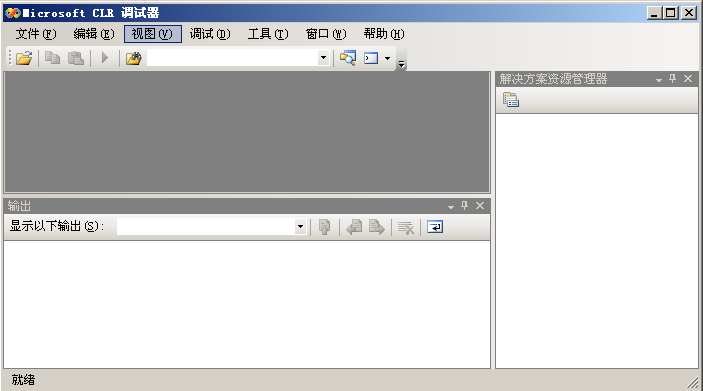 Microsoft CLR 调试器
文件(F) 编辑(E) 视图(V) 调试(D) 工具(T) 窗口(W) 帮助(H)
解决方案资源管理器
输出
显示以下输出(S):
就绪